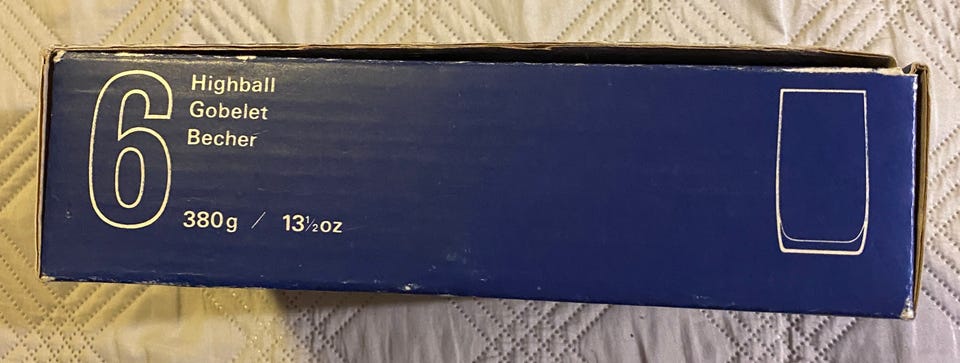 6
Highball
Gobelet
Becher
380g / 13½oz